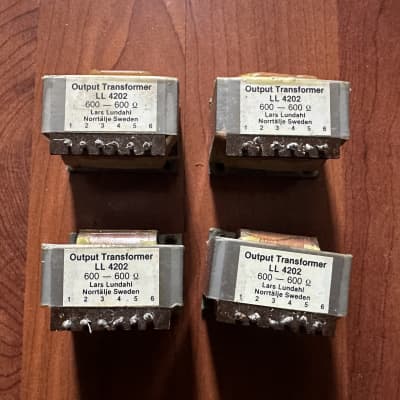 Output Transformer
LL 4202
600 — 600 Ω
Lars Lundahl
Norrtälje Sweden
1 2 3 4 5 6
Output Transformer
LL 4202
600 — 600 Ω
Lars Lundahl
Norrtälje Sweden
1 2 3 4 5 6
Output Transformer
LL 4202
600 — 600 Ω
Lars Lundahl
Norrtälje Sweden
1 2 3 4 5 6
Output Transformer
LL 4202
600 — 600 Ω
Lars Lundahl
Norrtälje Sweden
1 2 3 4 5 6